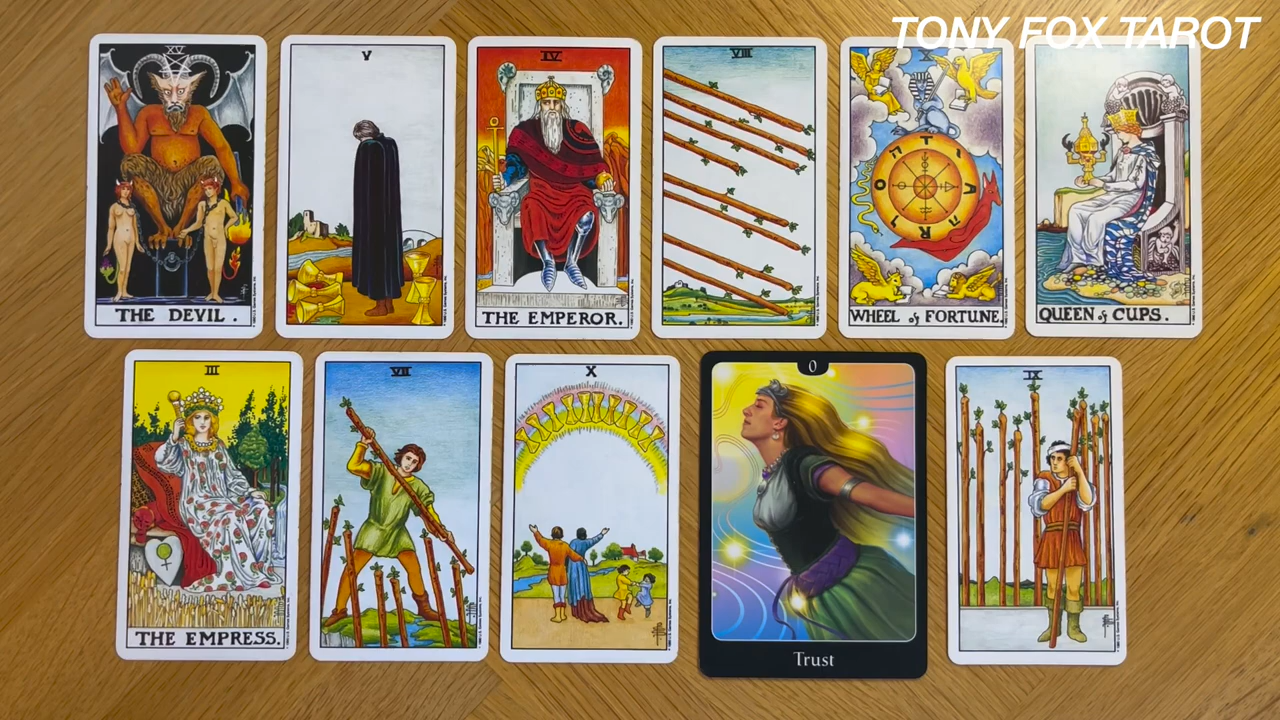 TONY FOX TAROT
XV
THE DEVIL .
V
IV
THE EMPEROR.
VIII
X
WHEEL of FORTUNE.
QUEEN of CUPS.
III
THE EMPRESS.
VII
X
0
Trust
IX